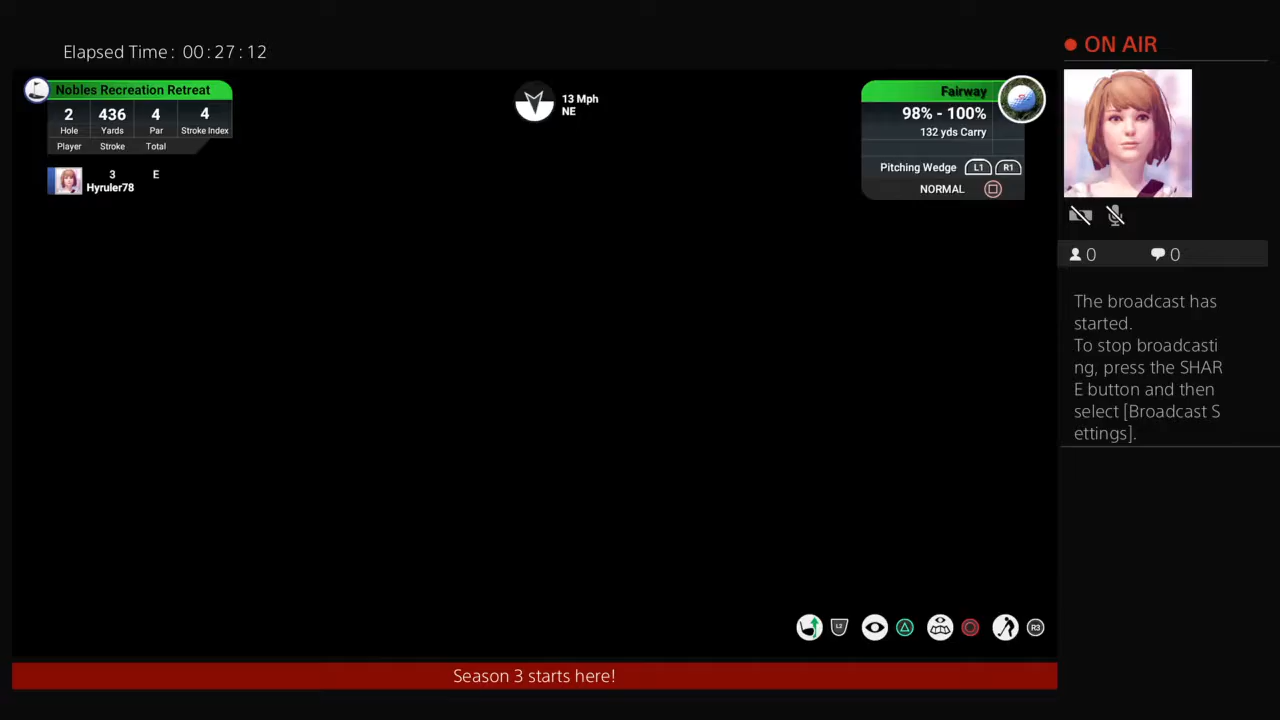 Elapsed Time: 00:27:12
ON AIR
Nobles Recreation Retreat
2 436 4 4
Hole Yards Par Stroke Index
Player Stroke Total
3 E
Hyruler78
13 Mph
NE
Fairway
98% - 100%
132 yds Carry
Pitching Wedge L1 R1
NORMAL
0 0
The broadcast has
started.
To stop broadcasti
ng, press the SHAR
E button and then
select [Broadcast S
ettings].
L2 R3
Season 3 starts here!